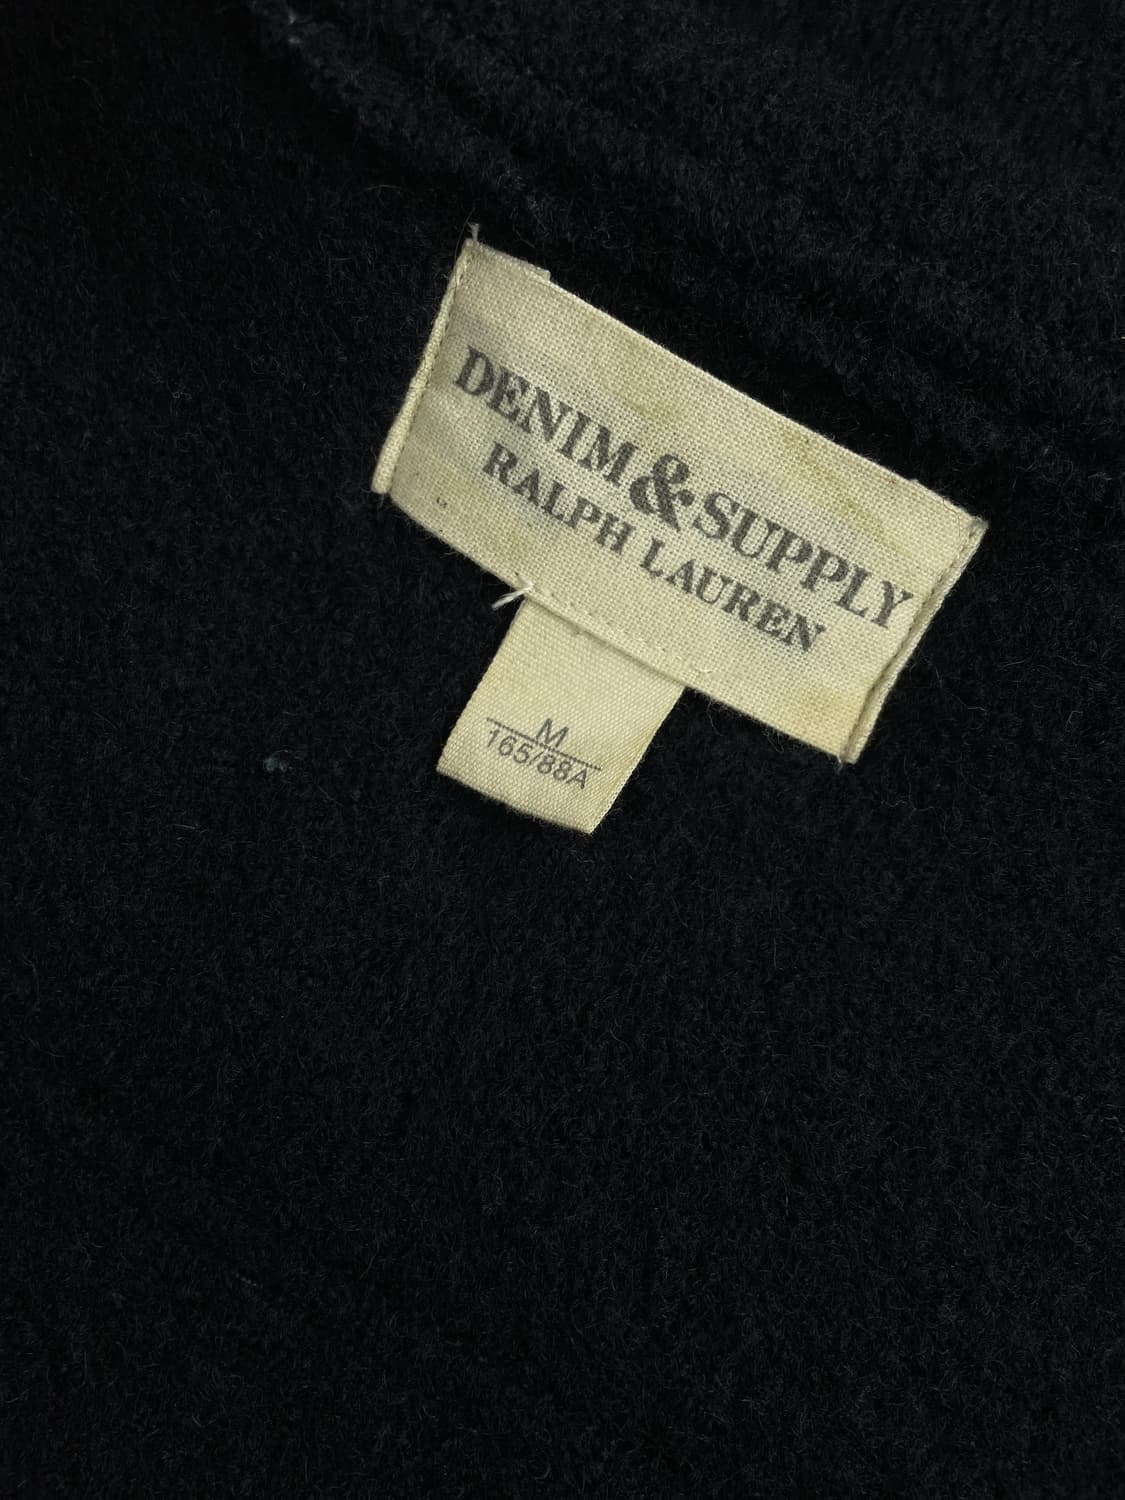 DENIM & SUPPLY
RALPH LAUREN
M
165/88A